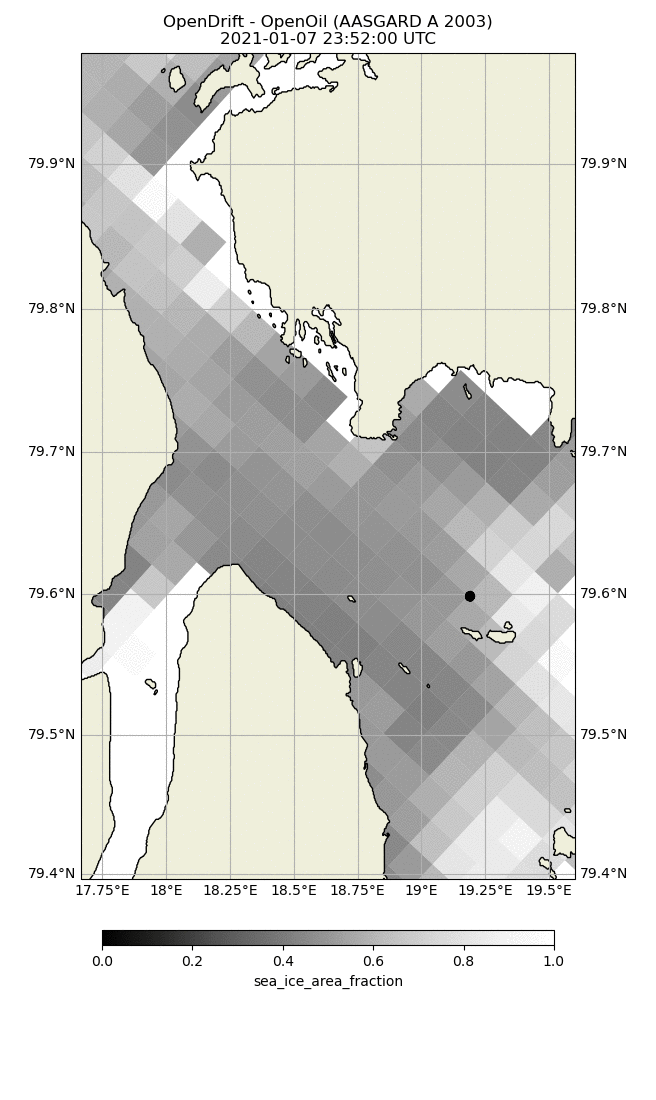 OpenDrift - OpenOil (AASGARD A 2003)
2021-01-07 23:52:00 UTC
79.9°N 79.9°N
79.8°N 79.8°N
79.7°N 79.7°N
79.6°N 79.6°N
79.5°N 79.5°N
79.4°N 79.4°N
17.75°E 18°E 18.25°E 18.5°E 18.75°E 19°E 19.25°E 19.5°E
0.0 0.2 0.4 0.6 0.8 1.0
sea_ice_area_fraction